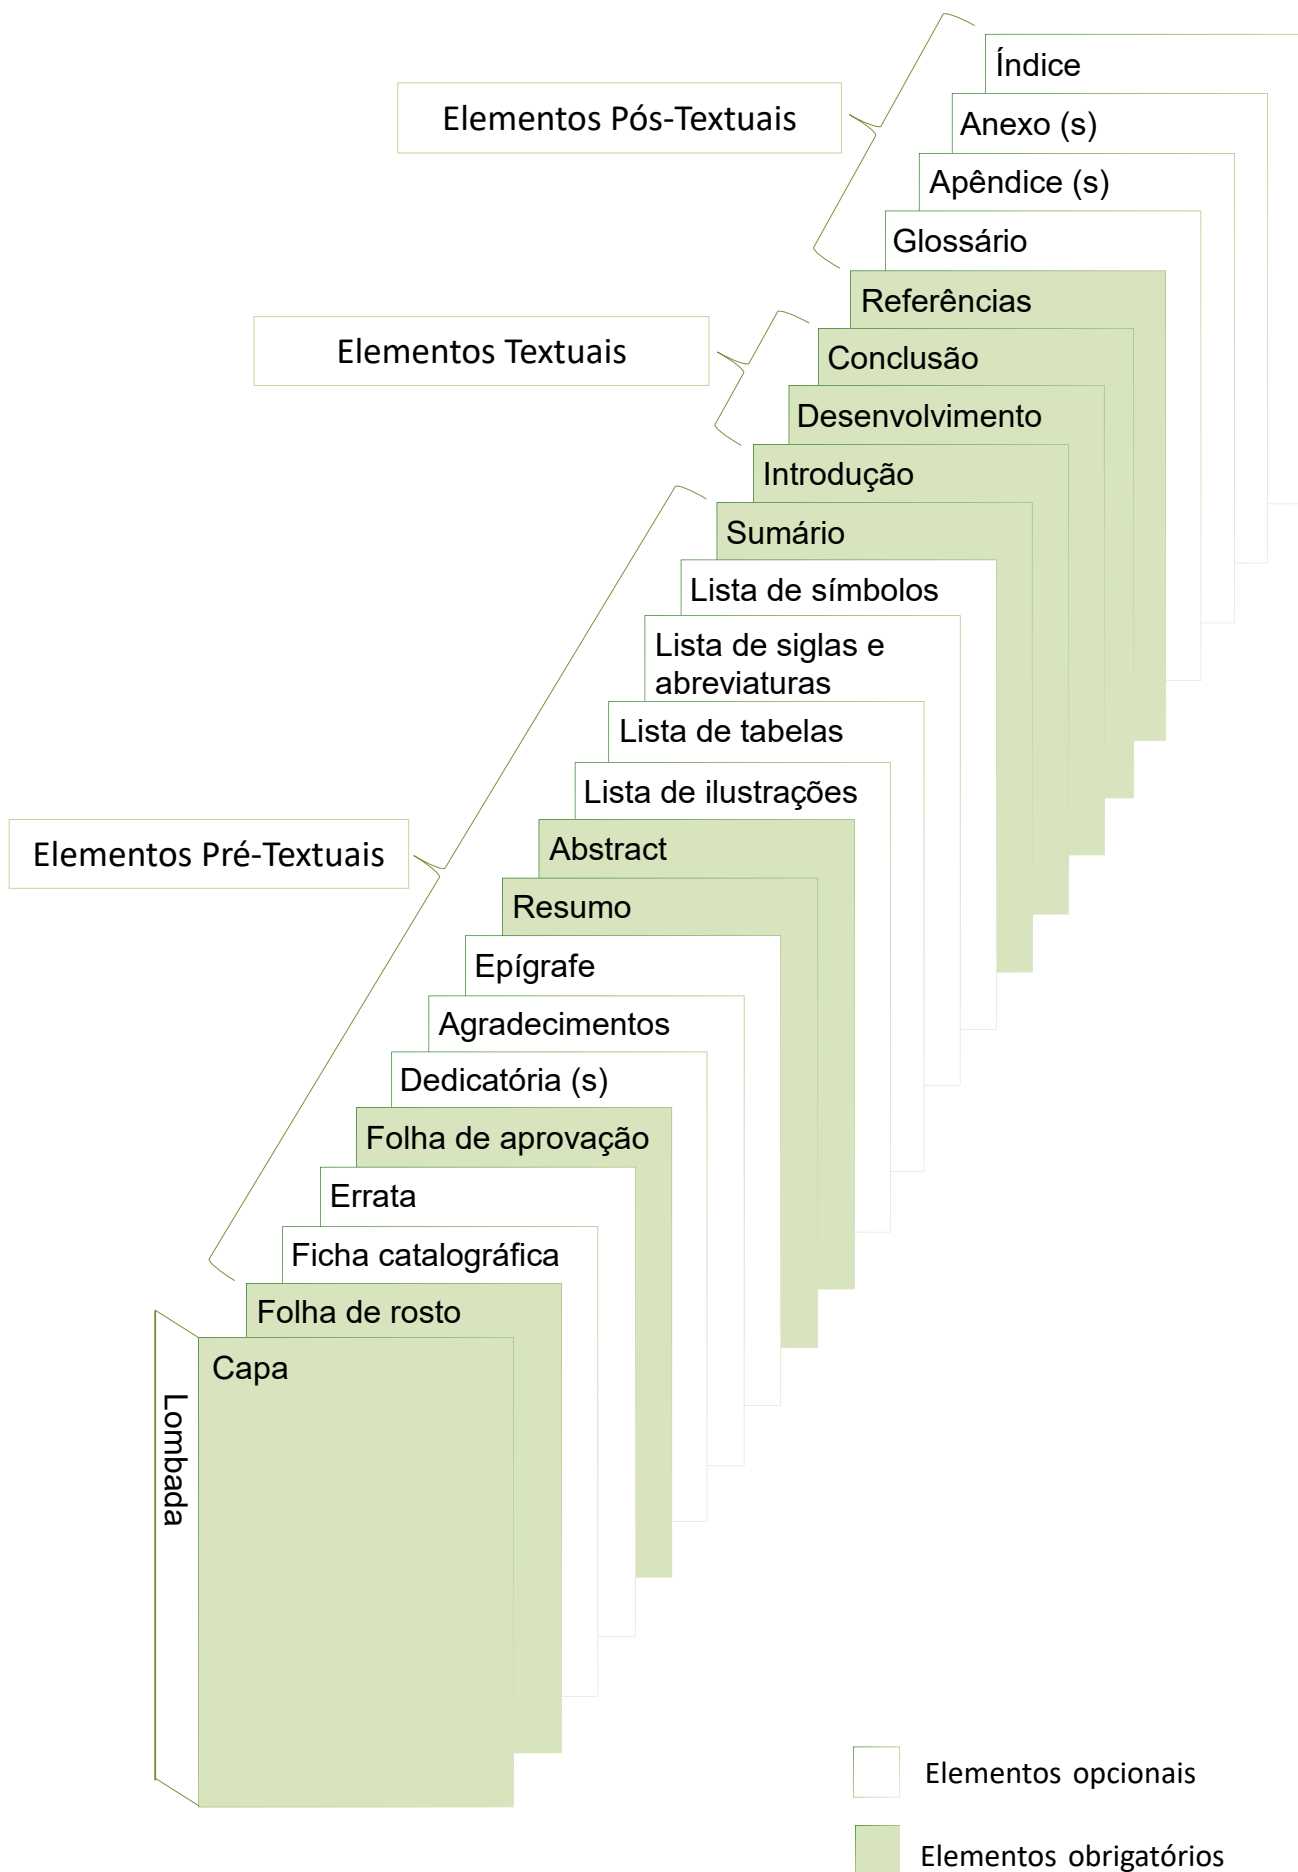 Índice
Elementos Pós-Textuais
Anexo (s)
Apêndice (s)
Glossário
Referências
Elementos Textuais
Conclusão
Desenvolvimento
Introdução
Sumário
Lista de símbolos
Lista de siglas e
abreviaturas
Lista de tabelas
Lista de ilustrações
Elementos Pré-Textuais
Abstract
Resumo
Epígrafe
Agradecimentos
Dedicatória (s)
Folha de aprovação
Errata
Ficha catalográfica
Folha de rosto
Capa
Lombada
Elementos opcionais
Elementos obrigatórios